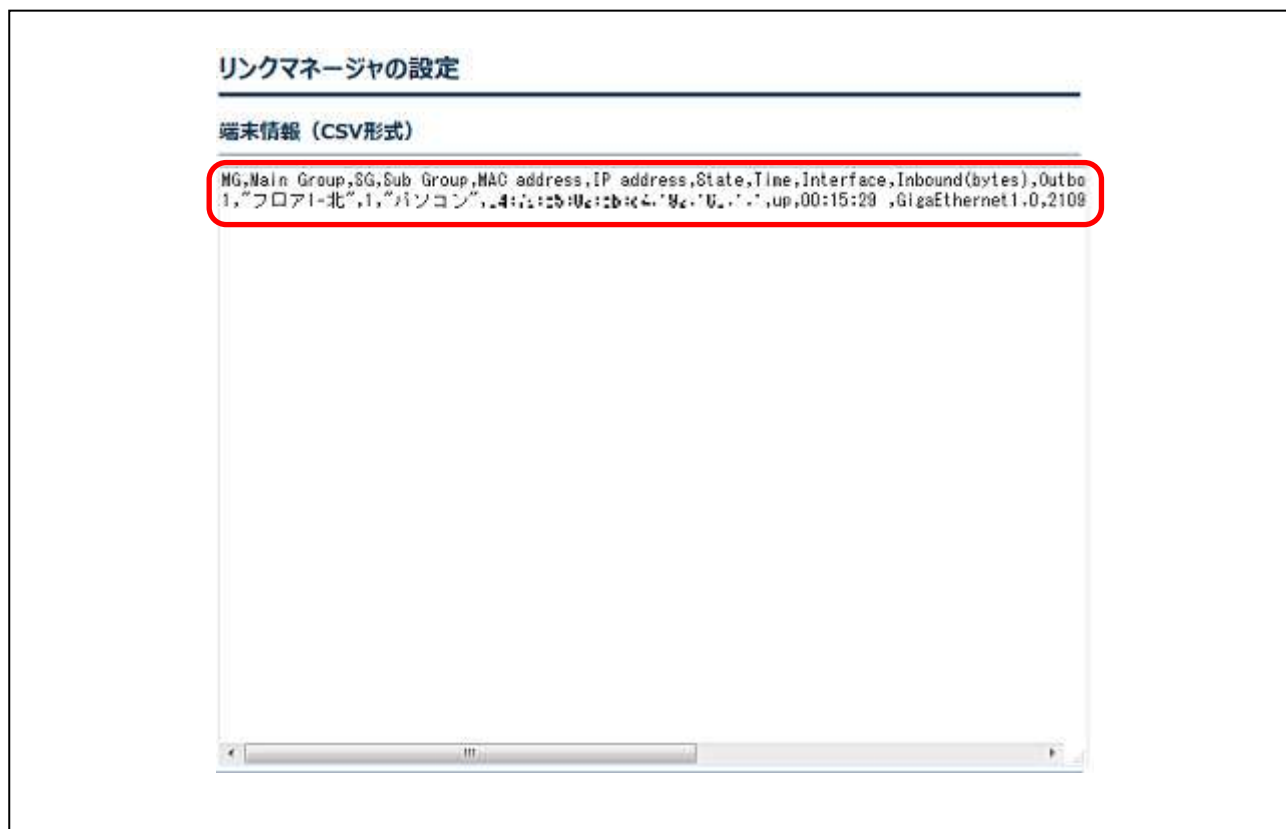 リンクマネージャの設定
端末情報（CSV形式）
MG,Main Group,SG,Sub Group,MAC address,IP address,State,Time,Interface,Inbound(bytes),Outbo
1,"フロア1-北",1,"パソコン",up,00:15:29 ,GigaEthernet1.0,2109